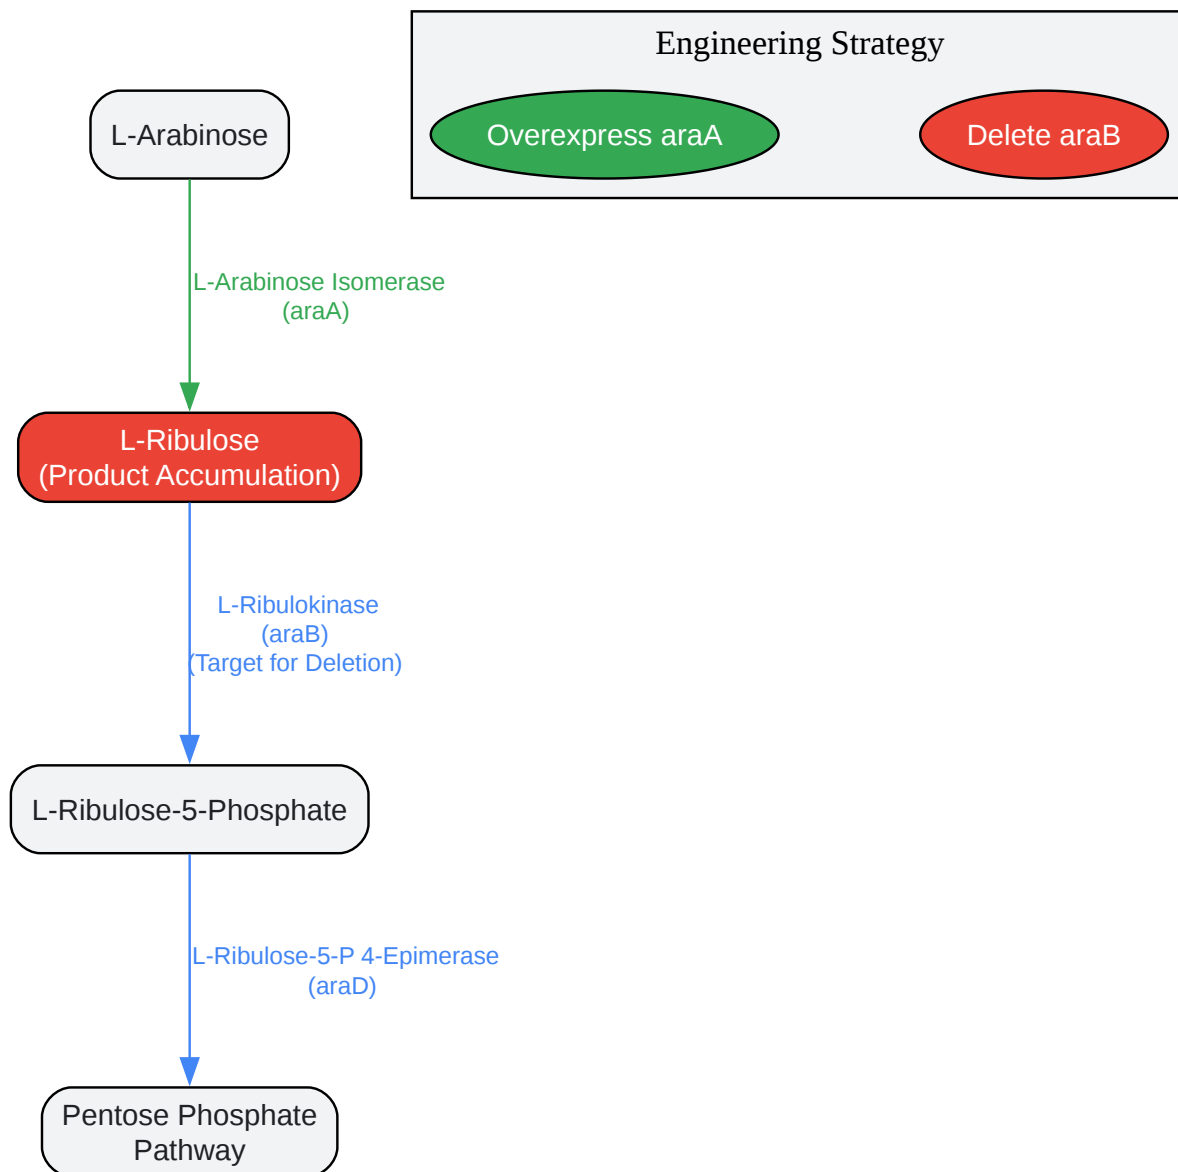 Engineering Strategy
Overexpress araA
Delete araB
L-Arabinose
L-Arabinose Isomerase
(araA)
L-Ribulose
(Product Accumulation)
L-Ribulokinase
(araB)
(Target for Deletion)
L-Ribulose-5-Phosphate
L-Ribulose-5-P 4-Epimerase
(araD)
Pentose Phosphate
Pathway